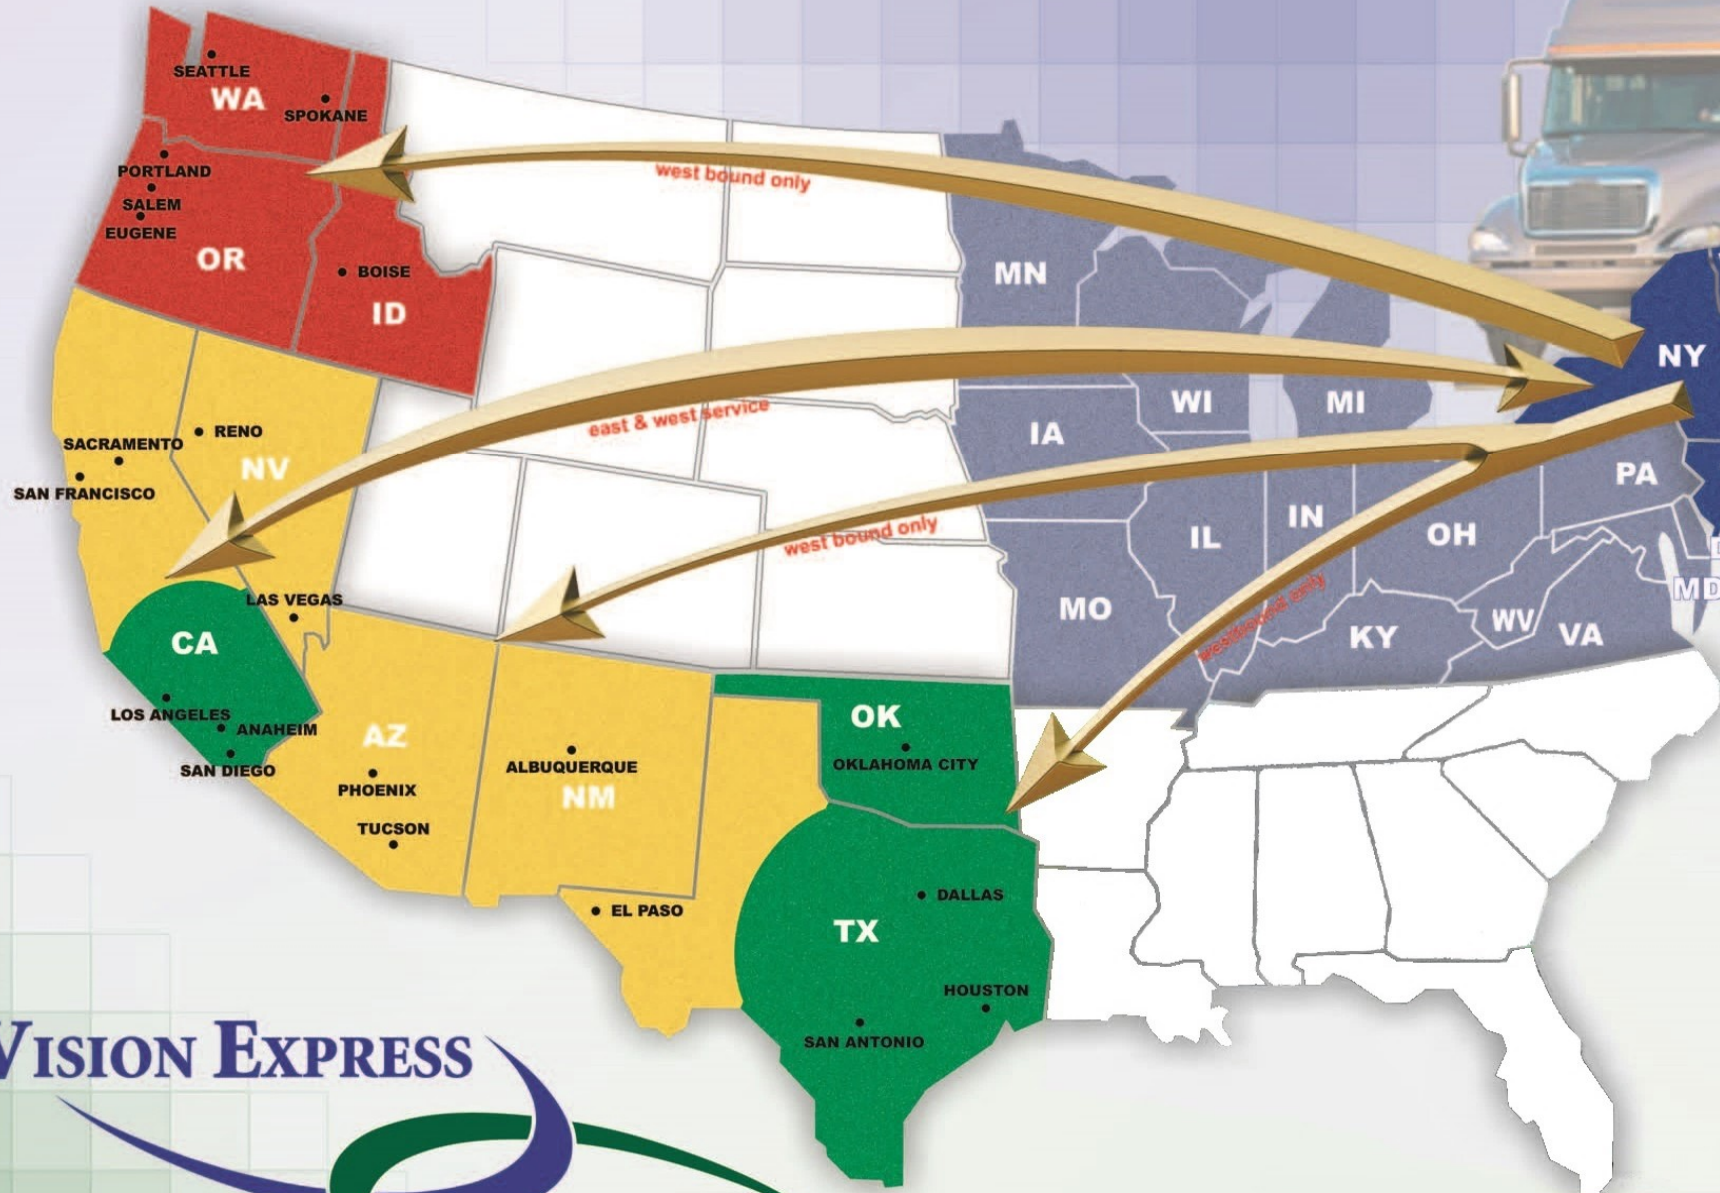 SEATTLE
WA
SPOKANE
PORTLAND
SALEM
EUGENE
OR
BOISE
ID
west bound only
MN
NY
WI
MI
IA
east & west service
RENO
SACRAMENTO
NV
SAN FRANCISCO
PA
IN
OH
IL
west bound only
MD
LAS VEGAS
MO
WV
VA
KY
CA
LOS ANGELES
ANAHEIM
SAN DIEGO
AZ
PHOENIX
TUCSON
ALBUQUERQUE
NM
OK
OKLAHOMA CITY
EL PASO
DALLAS
TX
HOUSTON
SAN ANTONIO
VISION EXPRESS